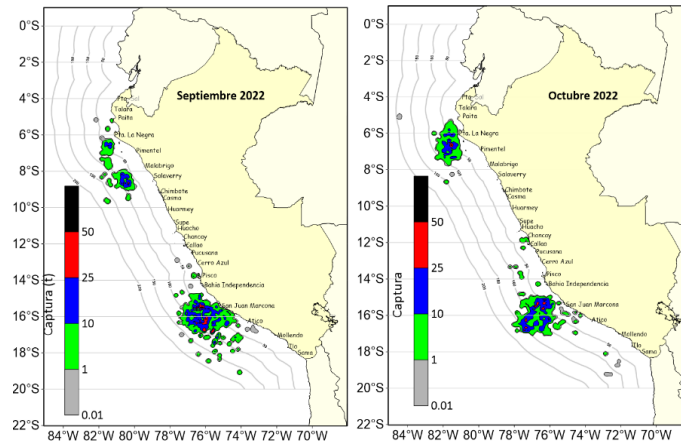 0°S
2°S
4°S
6°S
8°S
10°S
12°S
14°S
16°S
18°S
20°S
22°S
84°W 82°W 80°W 78°W 76°W 74°W 72°W 70°W
Septiembre 2022
Talara
Paita
Pta. La Negra
Pimentel
Malabrigo
Salaverry
Chimbote
Casma
Huarmey
Supe
Huacho
Chancay
Callao
Pucusana
Cerro Azul
Pisco
Bahia Independencia
San Juan Marcona
Atico
Mollendo
Ilo
Sama
Captura (t)
50
25
10
1
0.01
0°S
2°S
4°S
6°S
8°S
10°S
12°S
14°S
16°S
18°S
20°S
22°S
84°W 82°W 80°W 78°W 76°W 74°W 72°W 70°W
Octubre 2022
Talara
Paita
Pta. La Negra
Pimentel
Malabrigo
Salaverry
Chimbote
Casma
Huarmey
Supe
Huacho
Chancay
Callao
Pucusana
Cerro Azul
Pisco
Bahia Independencia
San Juan Marcona
Atico
Mollendo
Ilo
Sama
Captura
50
25
10
1
0.01